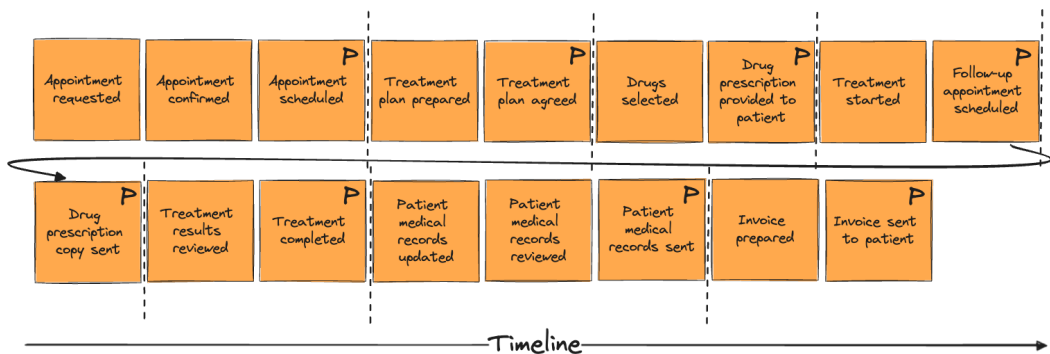 Appointment
requested
Appointment
confirmed
P
Appointment
scheduled
Treatment
plan prepared
P
Treatment
plan agreed
Drugs
selected
P
Drug
prescription
provided to
patient
Treatment
started
P
Follow-up
appointment
scheduled
P
Drug
prescription
copy sent
Treatment
results
reviewed
P
Treatment
completed
Patient
medical
records
updated
Patient
medical
records
reviewed
P
Patient
medical
records sent
Invoice
prepared
P
Invoice sent
to patient
Timeline